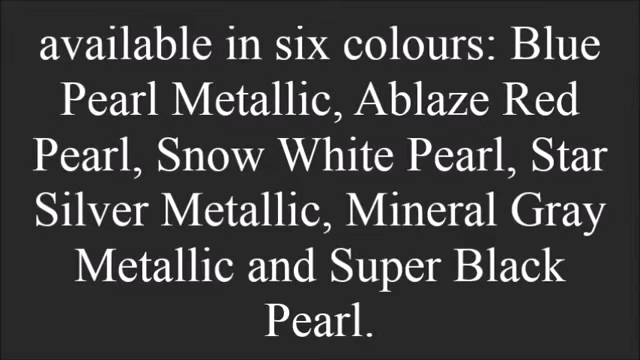 available in six colours: Blue
Pearl Metallic, Ablaze Red
Pearl, Snow White Pearl, Star
Silver Metallic, Mineral Gray
Metallic and Super Black
Pearl.